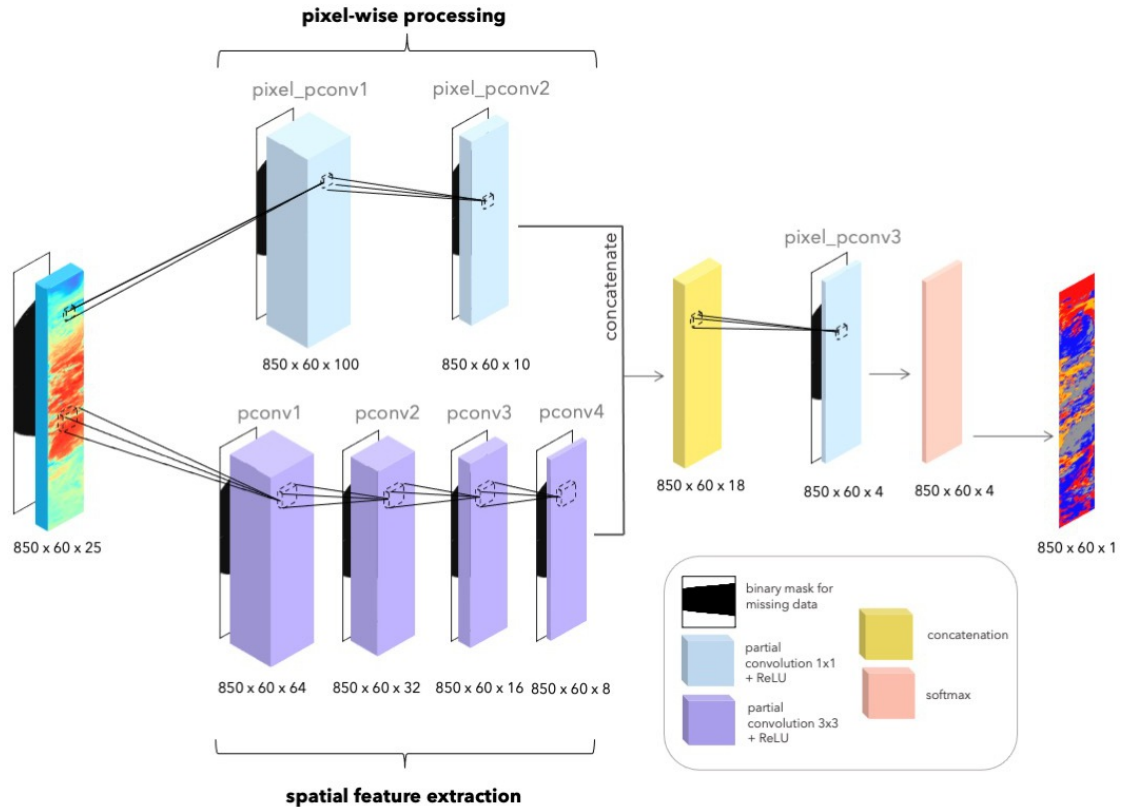 pixel-wise processing
pixel_pconv1
pixel_pconv2
850 x 60 x 100
850 x 60 x 10
850 x 60 x 25
pconv1
pconv2
pconv3
pconv4
850 x 60 x 64
850 x 60 x 32
850 x 60 x 16
850 x 60 x 8
spatial feature extraction
concatenate
850 x 60 x 18
pixel_pconv3
850 x 60 x 4
850 x 60 x 4
850 x 60 x 1
binary mask for
missing data
partial
convolution 1x1
+ ReLU
partial
convolution 3x3
+ ReLU
concatenation
softmax